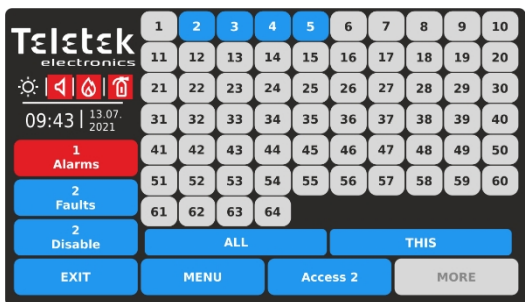 Teletek
electronics
09:43 13.07.
2021
1
Alarms
2
Faults
2
Disable
EXIT
1 2 3 4 5 6 7 8 9 10
11 12 13 14 15 16 17 18 19 20
21 22 23 24 25 26 27 28 29 30
31 32 33 34 35 36 37 38 39 40
41 42 43 44 45 46 47 48 49 50
51 52 53 54 55 56 57 58 59 60
61 62 63 64
ALL THIS
MENU Access 2 MORE